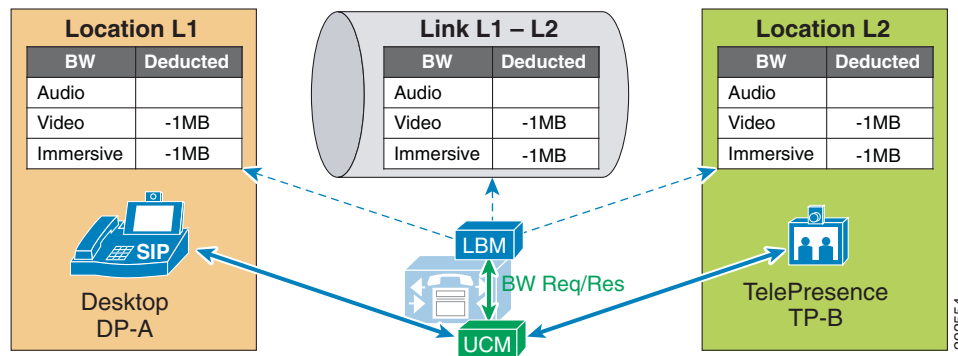 Location L1
BW Deducted
Audio
Video -1MB
Immersive -1MB
SIP
Desktop
DP-A
Link L1 – L2
BW Deducted
Audio
Video -1MB
Immersive -1MB
LBM
BW Req/Res
UCM
Location L2
BW Deducted
Audio
Video -1MB
Immersive -1MB
TelePresence
TP-B